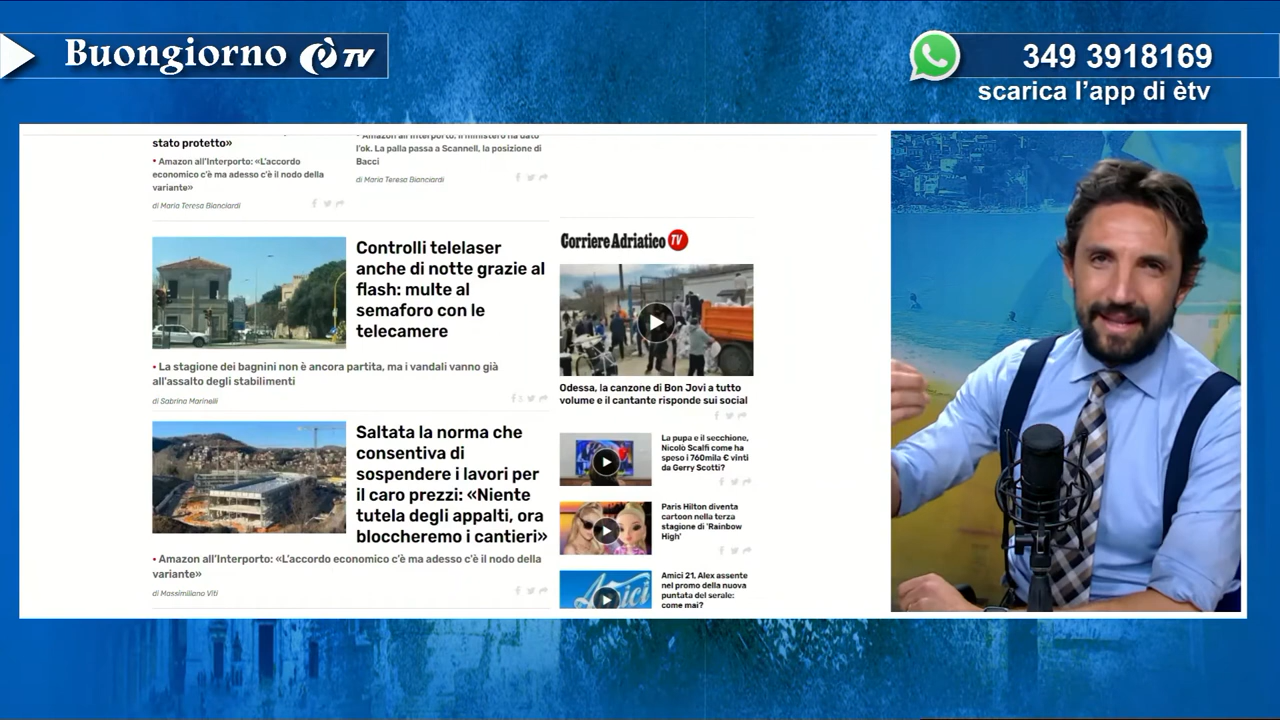 Buongiorno è TV
349 3918169
scarica l'app di ètv
stato protetto»
• Amazon all'Interporto: «L'accordo
economico c'è ma adesso c'è il nodo della
variante»
di Maria Teresa Bianciardi
• Amazon all'Interporto. Il ministero ha dato
l'ok. La palla passa a Scannell, la posizione di
Bacci
di Maria Teresa Bianciardi
Controlli telelaser
anche di notte grazie al
flash: multe al
semaforo con le
telecamere
• La stagione dei bagnini non è ancora partita, ma i vandali vanno già
all'assalto degli stabilimenti
di Sabrina Marinelli
Saltata la norma che
consentiva di
sospendere i lavori per
il caro prezzi: «Niente
tutela degli appalti, ora
bloccheremo i cantieri»
• Amazon all'Interporto: «L'accordo economico c'è ma adesso c'è il nodo della
variante»
di Massimiliano Viti
Corriere Adriatico TV
Odessa, la canzone di Bon Jovi a tutto
volume e il cantante risponde sui social
La pupa e il secchione,
Nicolò Scalfi come ha
speso i 760mila € vinti
da Gerry Scotti?
Paris Hilton diventa
cartoon nella terza
stagione di 'Rainbow
High'
Amici
Amici 21, Alex assente
nel promo della nuova
puntata del serale:
come mai?